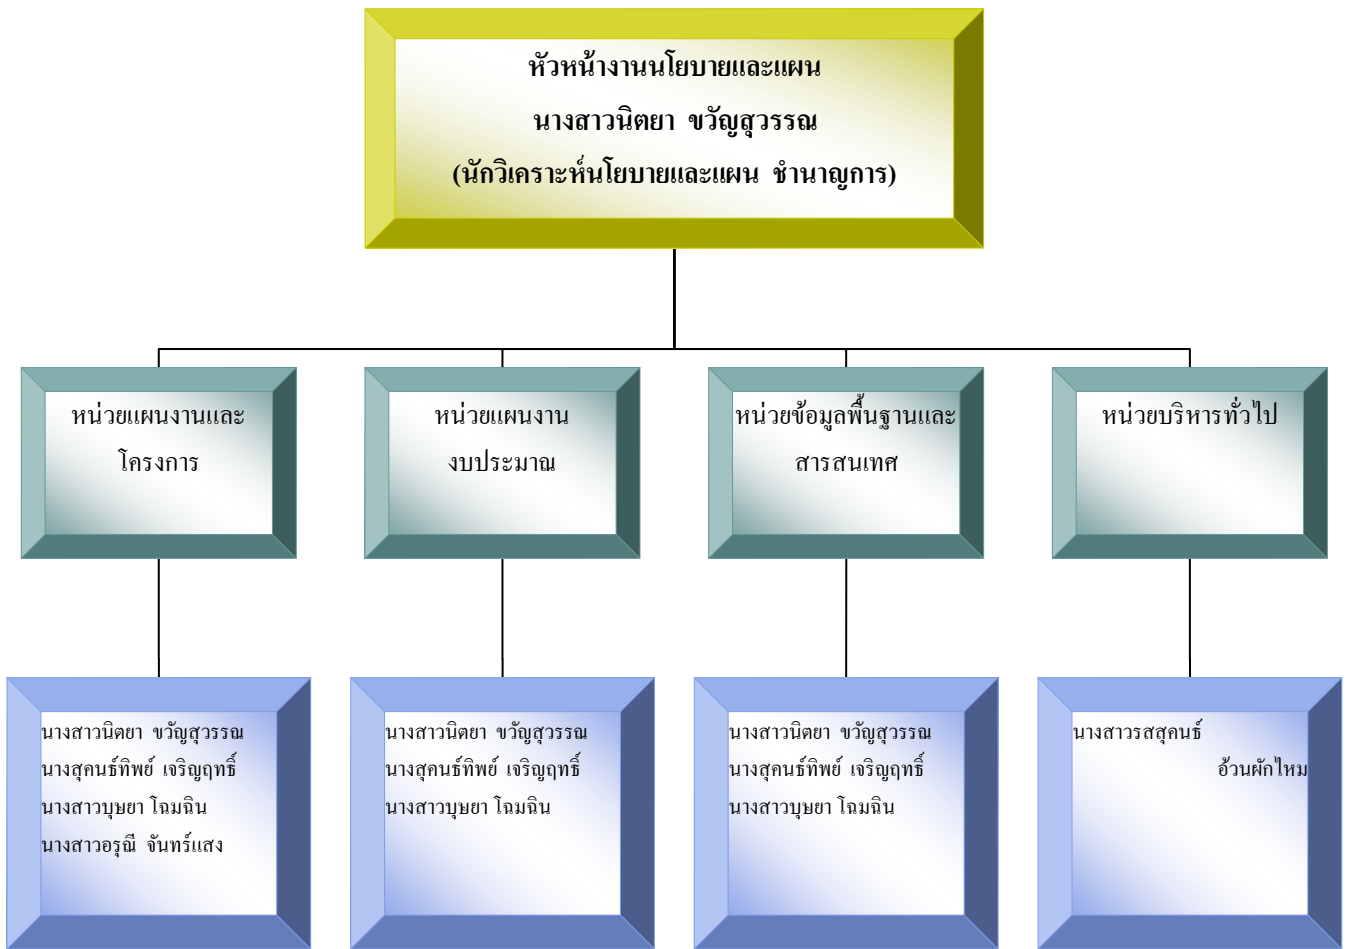 หัวหน้างานนโยบายและแผน
นางสาวนิตยา ขวัญสุวรรณ
(นักวิเคราะห์นโยบายและแผน ชำนาญการ)
หน่วยแผนงานและ
โครงการ
หน่วยแผนงาน
งบประมาณ
หน่วยข้อมูลพื้นฐานและ
สารสนเทศ
หน่วยบริหารทั่วไป
นางสาวนิตยา ขวัญสุวรรณ
นางสุคนธ์ทิพย์ เจริญฤทธิ์
นางสาวบุษยา โฉมฉิน
นางสาวอรุณี จันทร์แสง
นางสาวนิตยา ขวัญสุวรรณ
นางสุคนธ์ทิพย์ เจริญฤทธิ์
นางสาวบุษยา โฉมฉิน
นางสาวนิตยา ขวัญสุวรรณ
นางสุคนธ์ทิพย์ เจริญฤทธิ์
นางสาวบุษยา โฉมฉิน
นางสาวรสสุคนธ์
อ้วนผักไหม